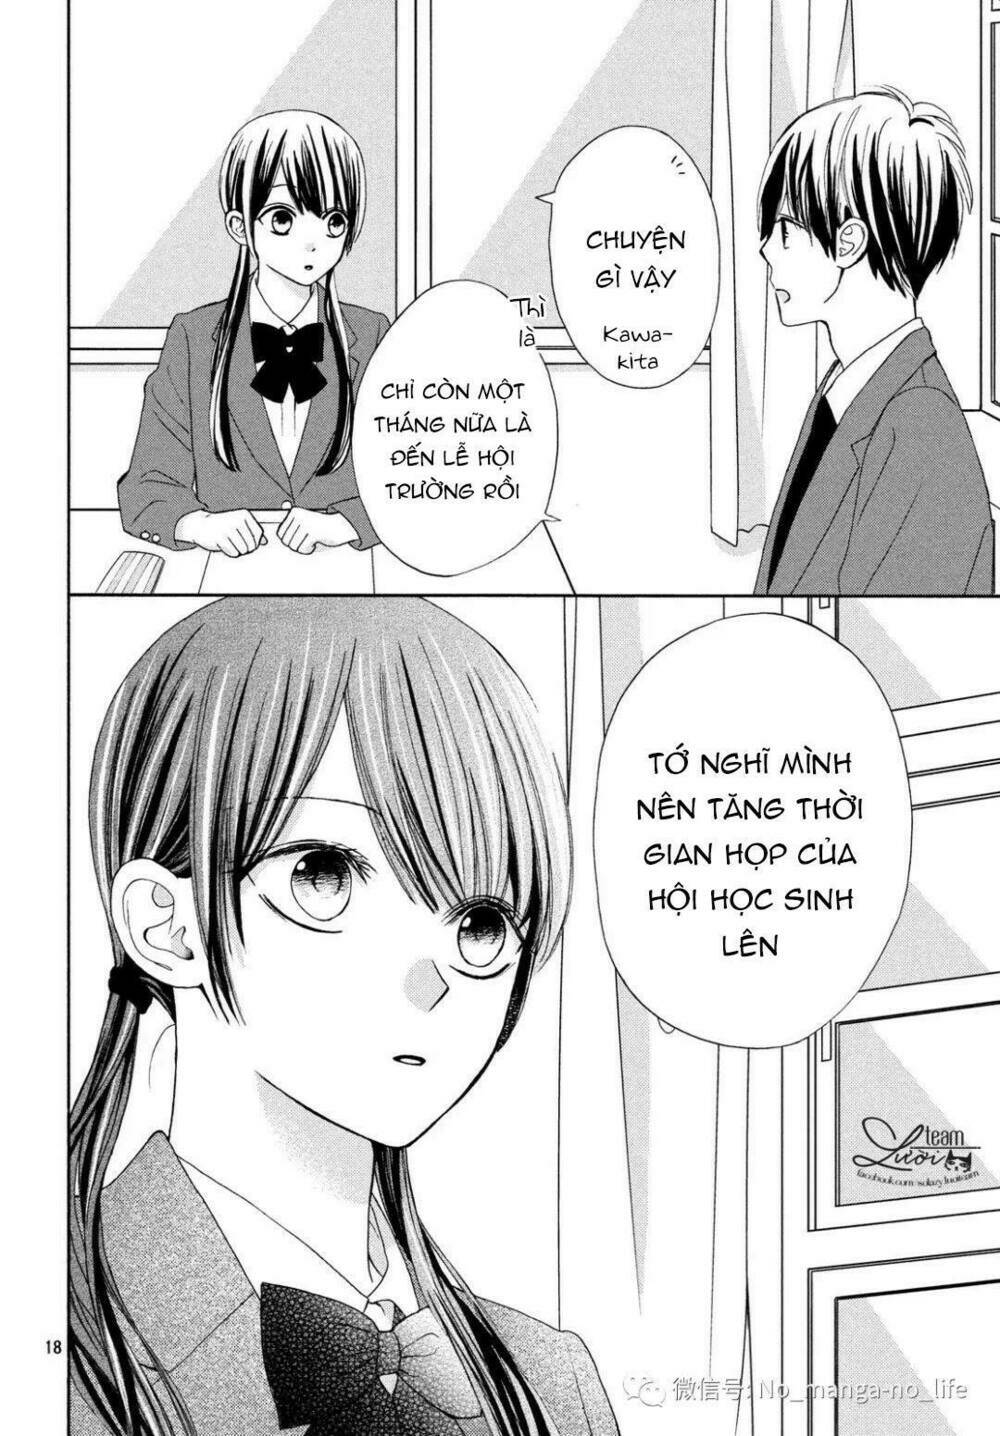 CHUYỆN
GÌ VẬY
Kawa-
kita
Thì
là
CHỈ CÒN MỘT
THÁNG NỮA LÀ
ĐẾN LỄ HỘI
TRƯỜNG RỒI
TỚ NGHĨ MÌNH
NÊN TĂNG THỜI
GIAN HỌP CỦA
HỘI HỌC SINH
LÊN
team
Lười
18
微信号: No_manga-no_life